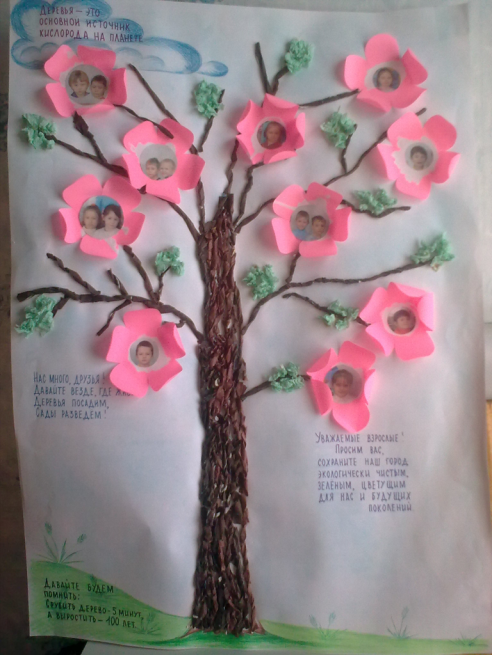 Деревья – это
основной источник
кислорода на планете
Нас много, друзья!
Давайте везде, где
Деревья посадим,
Сады разведём!
Уважаемые взрослые!
Просим вас,
сохраните наш город
экологически чистым,
зелёным, цветущим
для нас и будущих
поколений
Давайте будем
помнить:
Срубить дерево - 5 минут,
а вырастить – 100 лет.